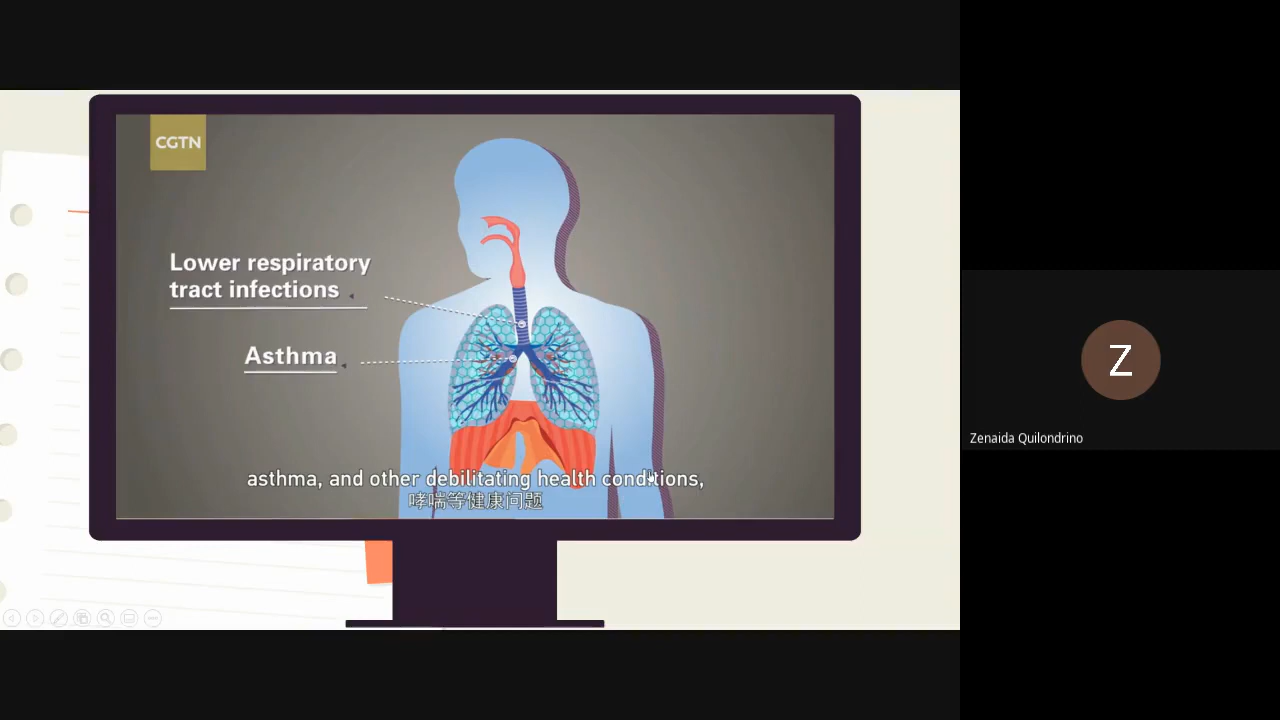 CGTN
Lower respiratory
tract infections
Asthma
asthma, and other debilitating health conditions,
哮喘等健康问题
Z
Zenaida Quilondrino